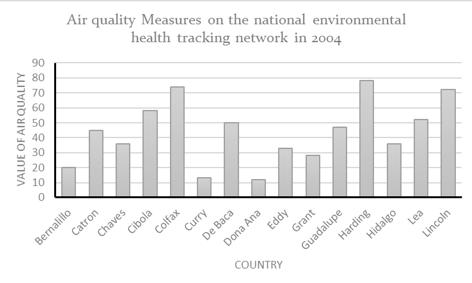 Air quality Measures on the national environmental
health tracking network in 2004
VALUE OF AIR QUALITY
90
80
70
60
50
40
30
20
10
0
Bernalillo
Catron
Chaves
Cibola
Colfax
Curry
De Baca
Dona Ana
Eddy
Grant
Guadalupe
Harding
Hidalgo
Lea
Lincoln
COUNTRY